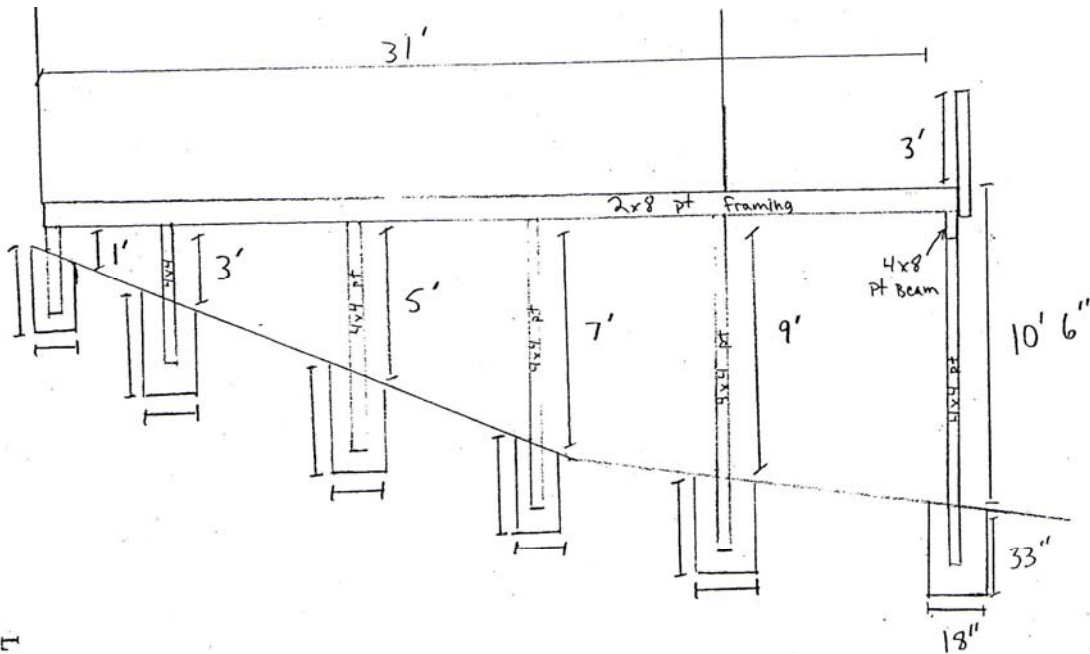 31'
3'
2x8 pt framing
1'
3'
5'
7'
9'
4x8
pt Beam
10' 6"
4x4
4x4 pt
4x4 pt
4x4 pt
4x4 pt
33"
18"
L